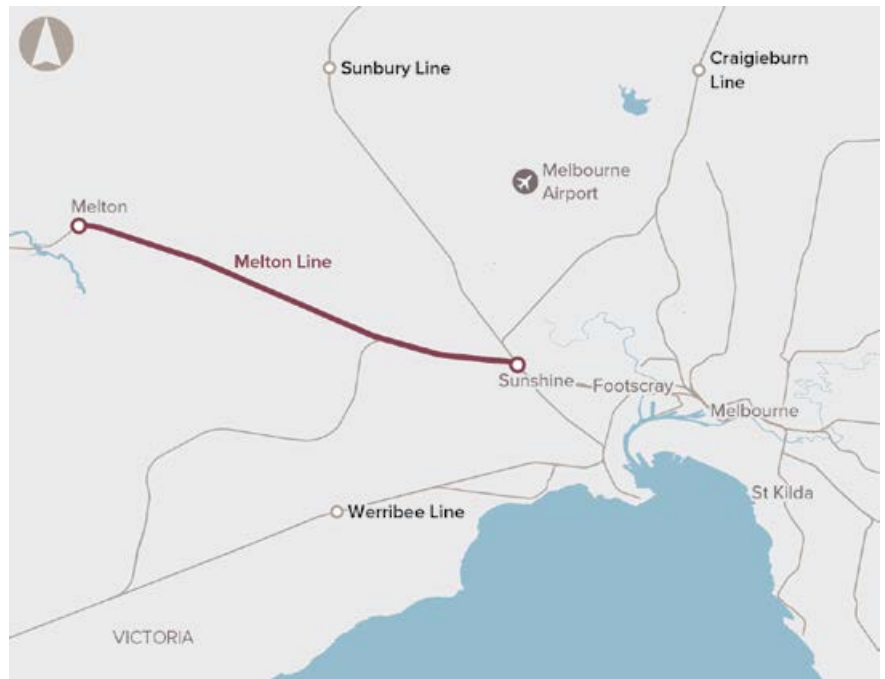 Sunbury Line
Craigieburn
Line
Melbourne
Airport
Melton
Melton Line
Sunshine
Footscray
Melbourne
St Kilda
Werribee Line
VICTORIA